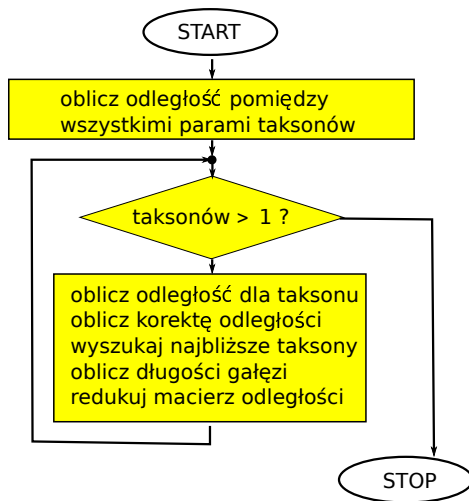 START
oblicz odległość pomiędzy
wszystkimi parami taksonów
taksonów > 1 ?
oblicz odległość dla taksonu
oblicz korektę odległości
wyszukaj najbliższe taksony
oblicz długości gałęzi
redukuj macierz odległości
STOP